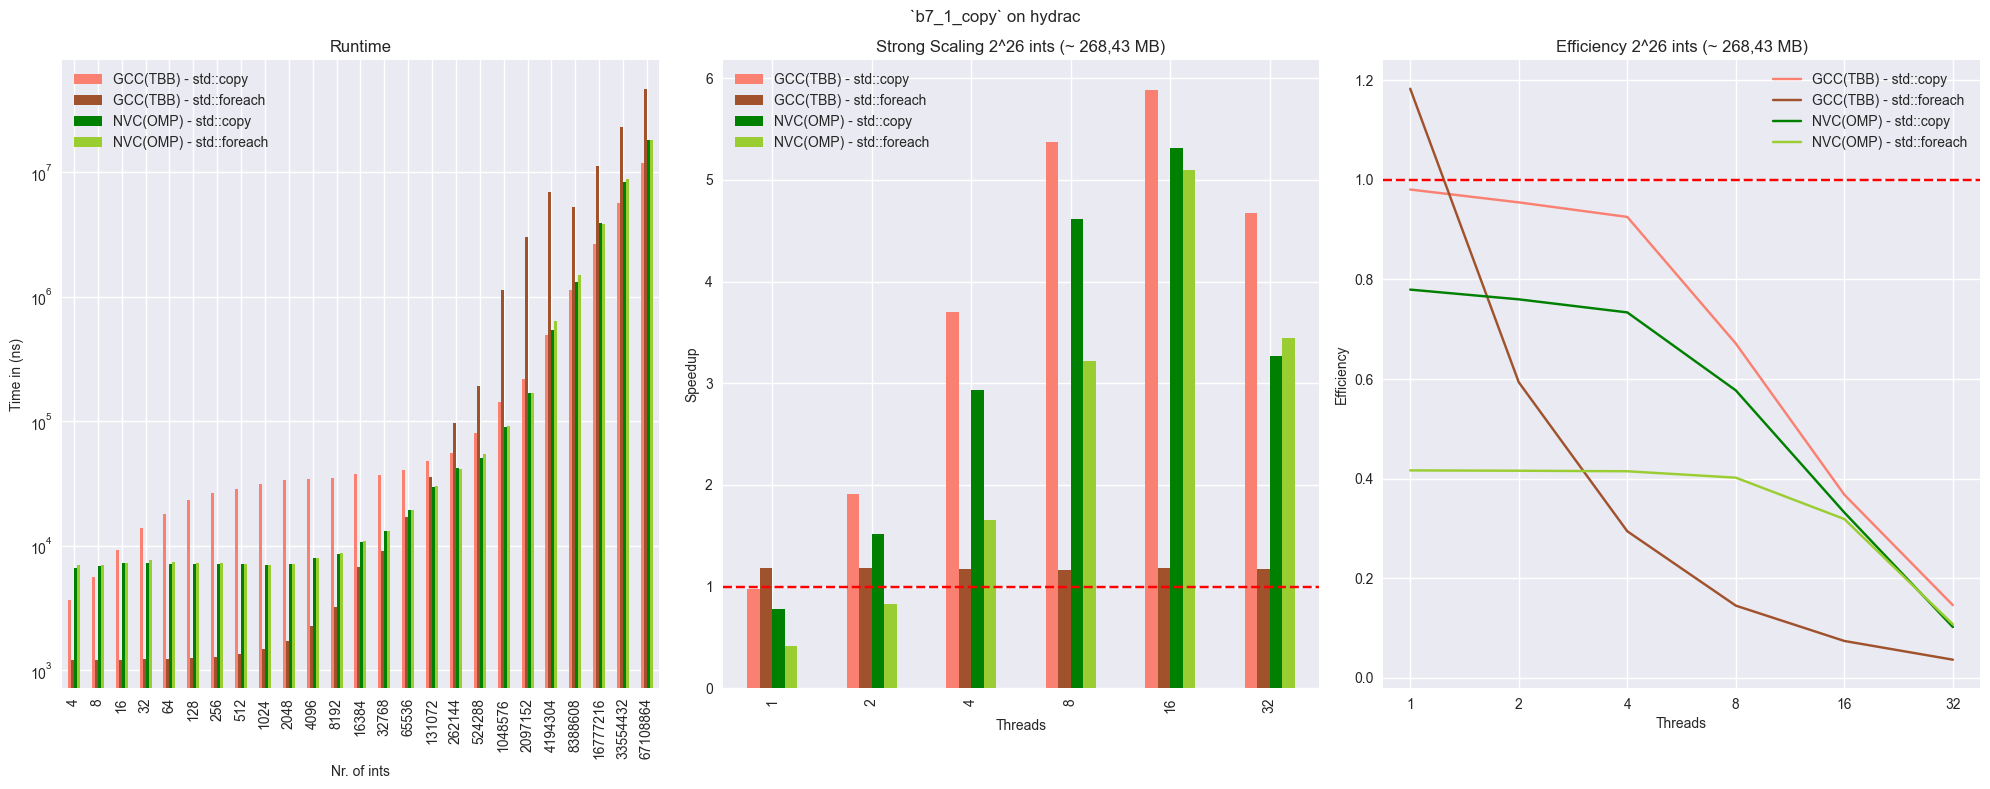 `b7_1_copy` on hydrac
Runtime
GCC(TBB) - std::copy
GCC(TBB) - std::foreach
NVC(OMP) - std::copy
NVC(OMP) - std::foreach
Time in (ns)
10^7
10^6
10^5
10^4
10^3
4 8 16 32 64 128 256 512 1024 2048 4096 8192 16384 32768 65536 131072 262144 524288 1048576 2097152 4194304 8388608 16777216 33554432 67108864
Nr. of ints
Strong Scaling 2^26 ints (~ 268,43 MB)
GCC(TBB) - std::copy
GCC(TBB) - std::foreach
NVC(OMP) - std::copy
NVC(OMP) - std::foreach
Speedup
6
5
4
3
2
1
0
1 2 4 8 16 32
Threads
Efficiency 2^26 ints (~ 268,43 MB)
GCC(TBB) - std::copy
GCC(TBB) - std::foreach
NVC(OMP) - std::copy
NVC(OMP) - std::foreach
Efficiency
1.2
1.0
0.8
0.6
0.4
0.2
0.0
1 2 4 8 16 32
Threads